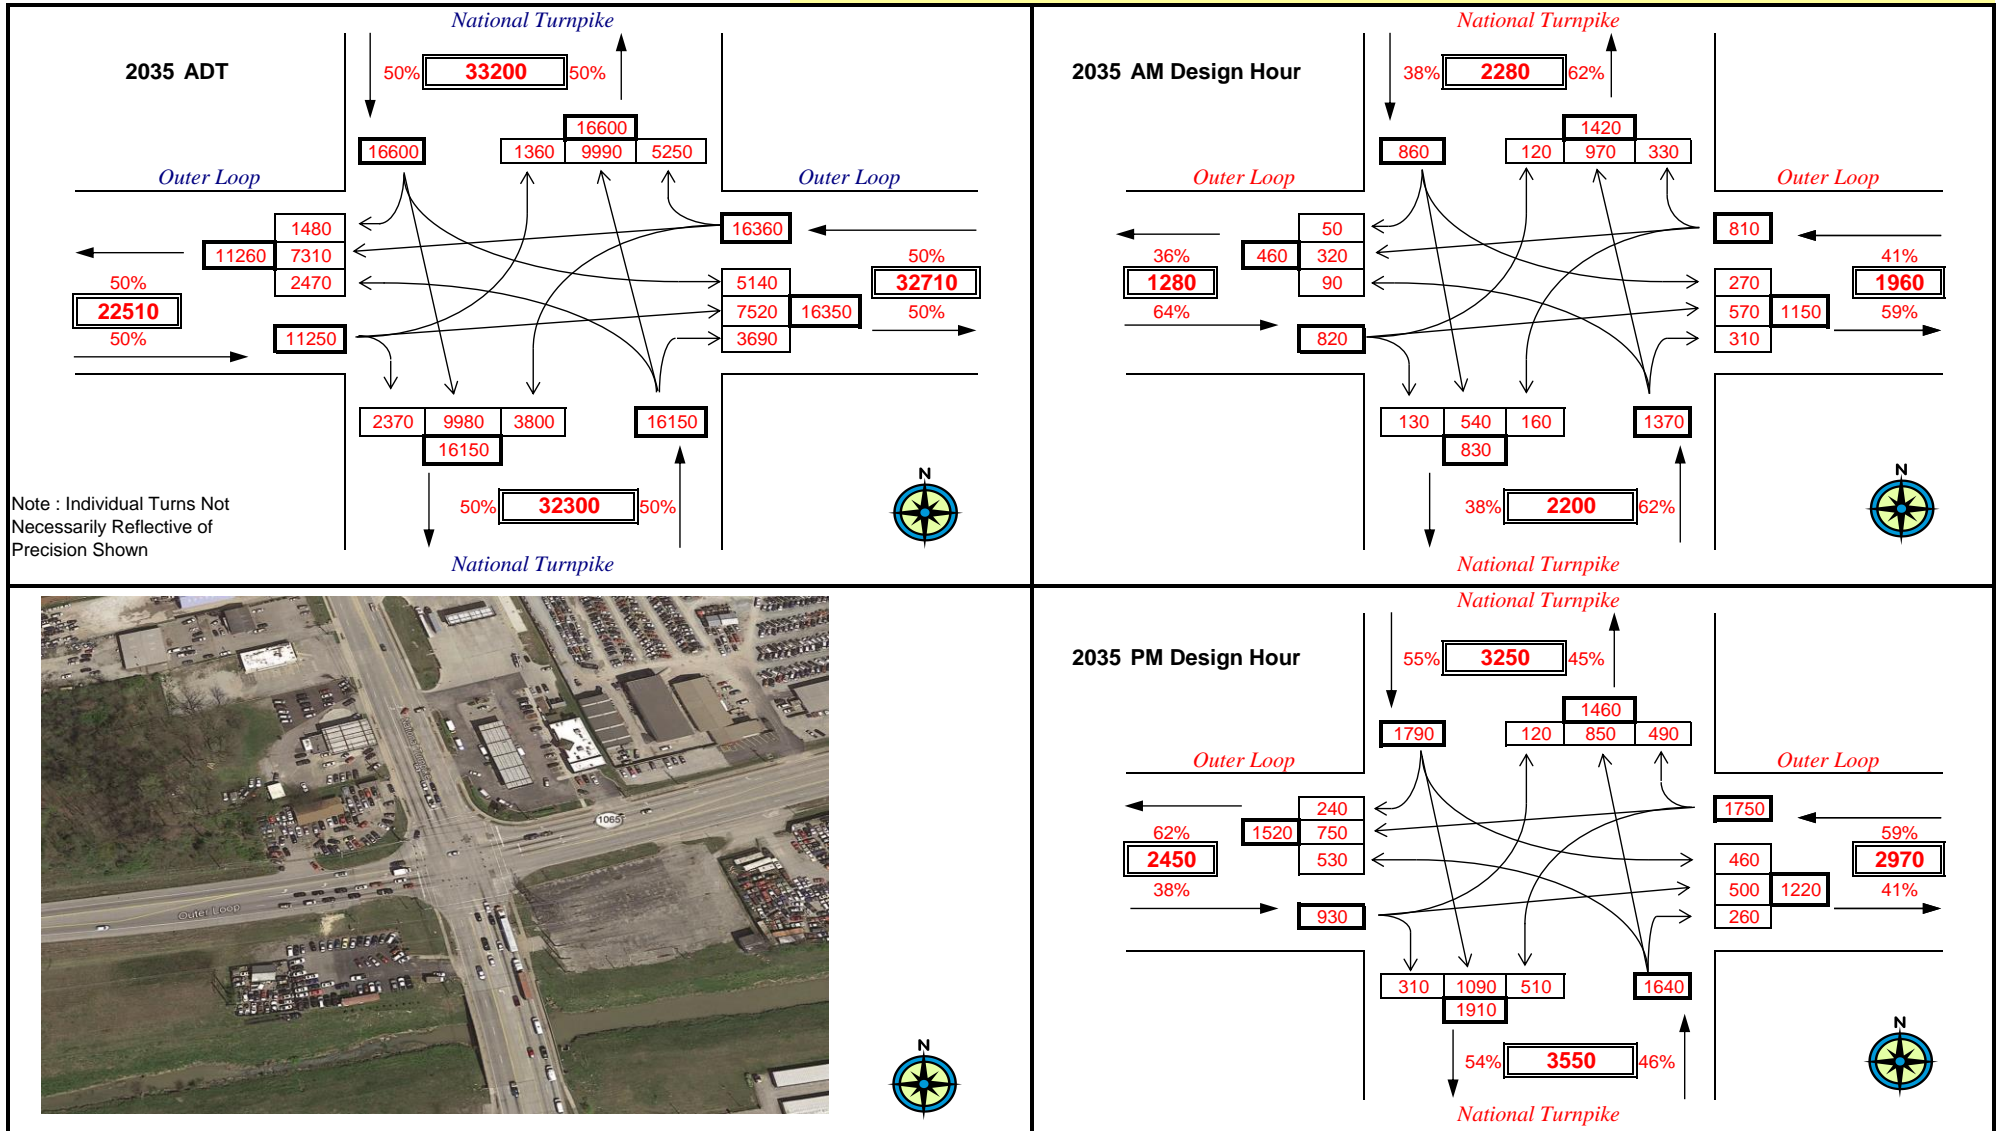 National Turnpike
2035 ADT
50% 33200 50%
16600
16600 1360 9990 5250
Outer Loop Outer Loop
1480 16360
11260 7310 50%
50% 2470 5140 32710
22510 7520 16350 50%
50% 11250 3690
2370 9980 3800 16150
16150
50% 32300 50%
N
Note : Individual Turns Not
Necessarily Reflective of
Precision Shown
National Turnpike
National Turnpike
2035 AM Design Hour
38% 2280 62%
1420
860 120 970 330
Outer Loop Outer Loop
50 810
36% 460 320 41%
1280 90 270 1960
64% 570 1150 59%
820 310
130 540 160 1370
830
38% 2200 62%
N
National Turnpike
National Turnpike
1065
Outer Loop
N
National Turnpike
2035 PM Design Hour
55% 3250 45%
1460
1790 120 850 490
Outer Loop Outer Loop
240 1750
62% 1520 750 59%
2450 530 460 2970
38% 500 1220 41%
930 260
310 1090 510 1640
1910
54% 3550 46%
N
National Turnpike